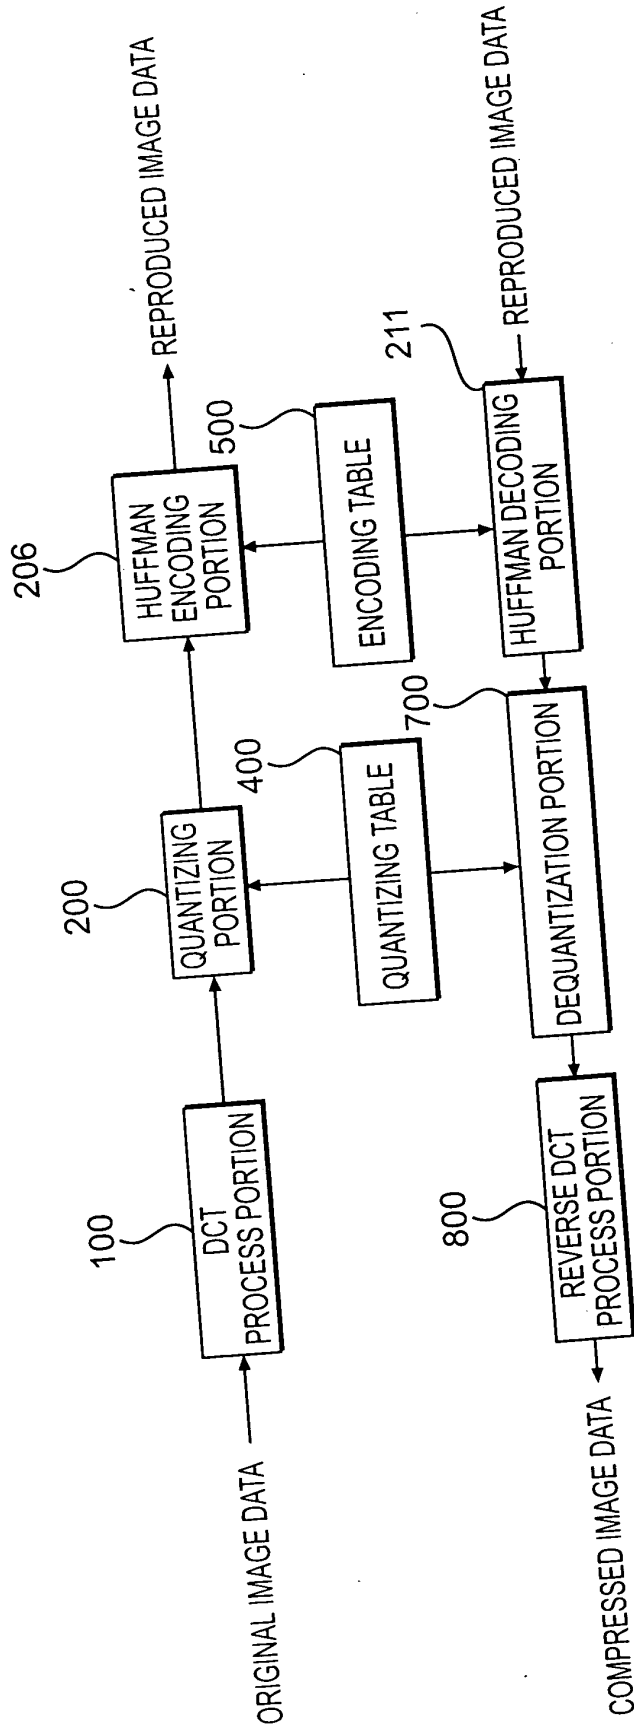 ORIGINAL IMAGE DATA
100
DCT
PROCESS PORTION
200
QUANTIZING
PORTION
206
HUFFMAN
ENCODING
PORTION
REPRODUCED IMAGE DATA
400
QUANTIZING TABLE
500
ENCODING TABLE
COMPRESSED IMAGE DATA
800
REVERSE DCT
PROCESS PORTION
700
DEQUANTIZATION PORTION
211
HUFFMAN DECODING
PORTION
REPRODUCED IMAGE DATA